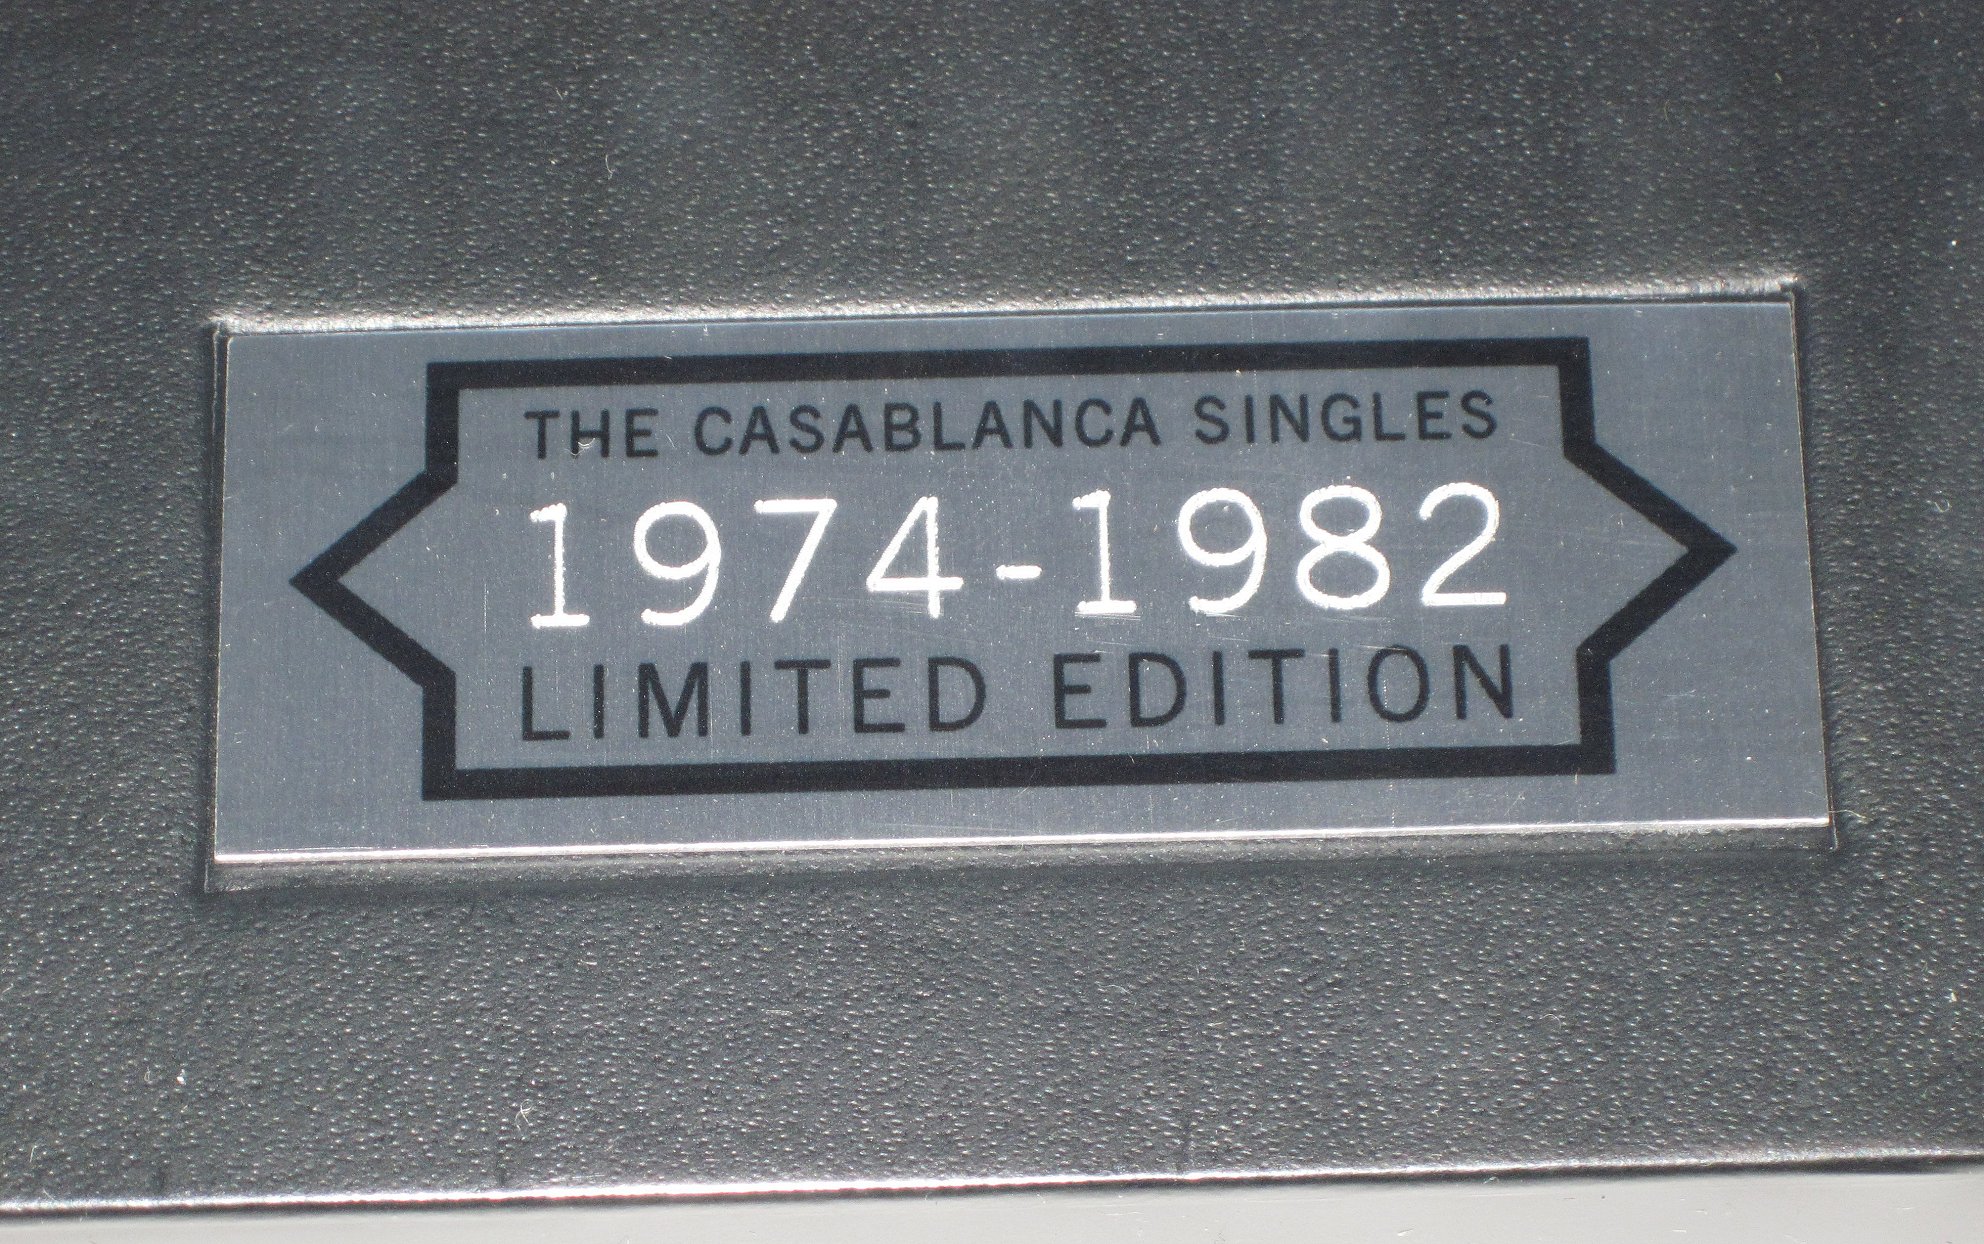 THE CASABLANCA SINGLES
1974-1982
LIMITED EDITION